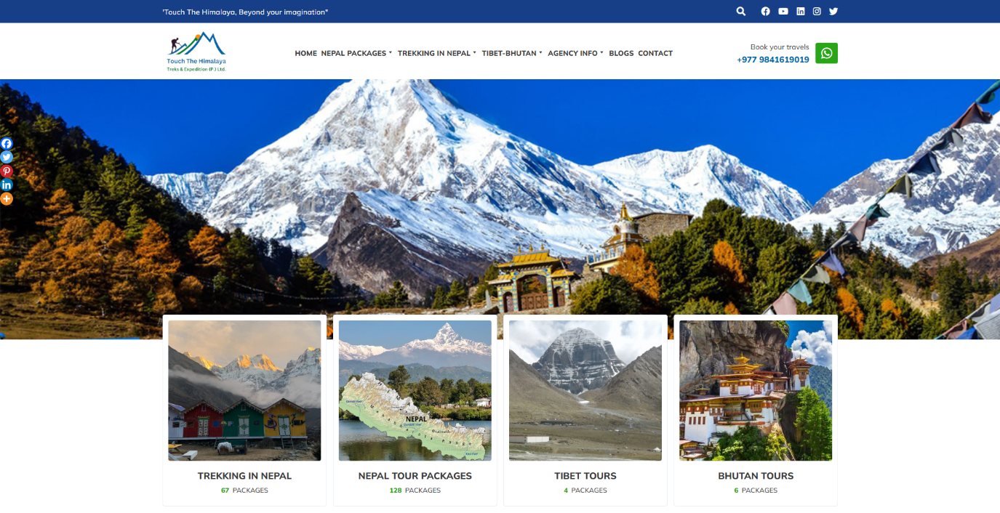 'Touch The Himalaya, Beyond your imagination"
Touch The Himalaya
Treks & Expedition (P.) Ltd.
HOME NEPAL PACKAGES TREKKING IN NEPAL TIBET-BHUTAN AGENCY INFO BLOGS CONTACT
Book your travels
+977 9841619019
NEPAL
TREKKING IN NEPAL
67 PACKAGES
NEPAL TOUR PACKAGES
128 PACKAGES
TIBET TOURS
4 PACKAGES
BHUTAN TOURS
6 PACKAGES